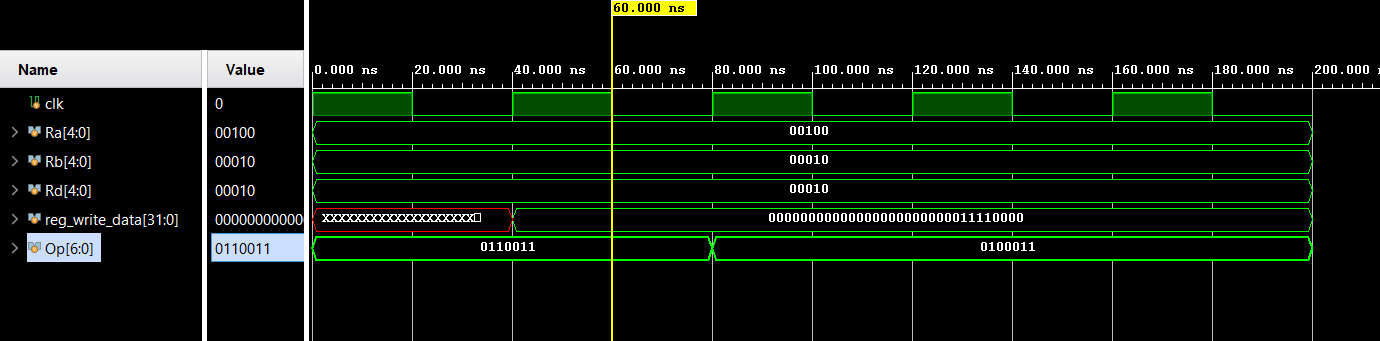 60.000 ns
Name Value 0.000 ns 20.000 ns 40.000 ns 60.000 ns 80.000 ns 100.000 ns 120.000 ns 140.000 ns 160.000 ns 180.000 ns 200.000
clk 0
Ra[4:0] 00100 00100
Rb[4:0] 00010 00010
Rd[4:0] 00010 00010
reg_write_data[31:0] 00000000000 XXXXXXXXXXXXXXXXXXX 00000000000000000000000011110000
Op[6:0] 0110011 0110011 0100011